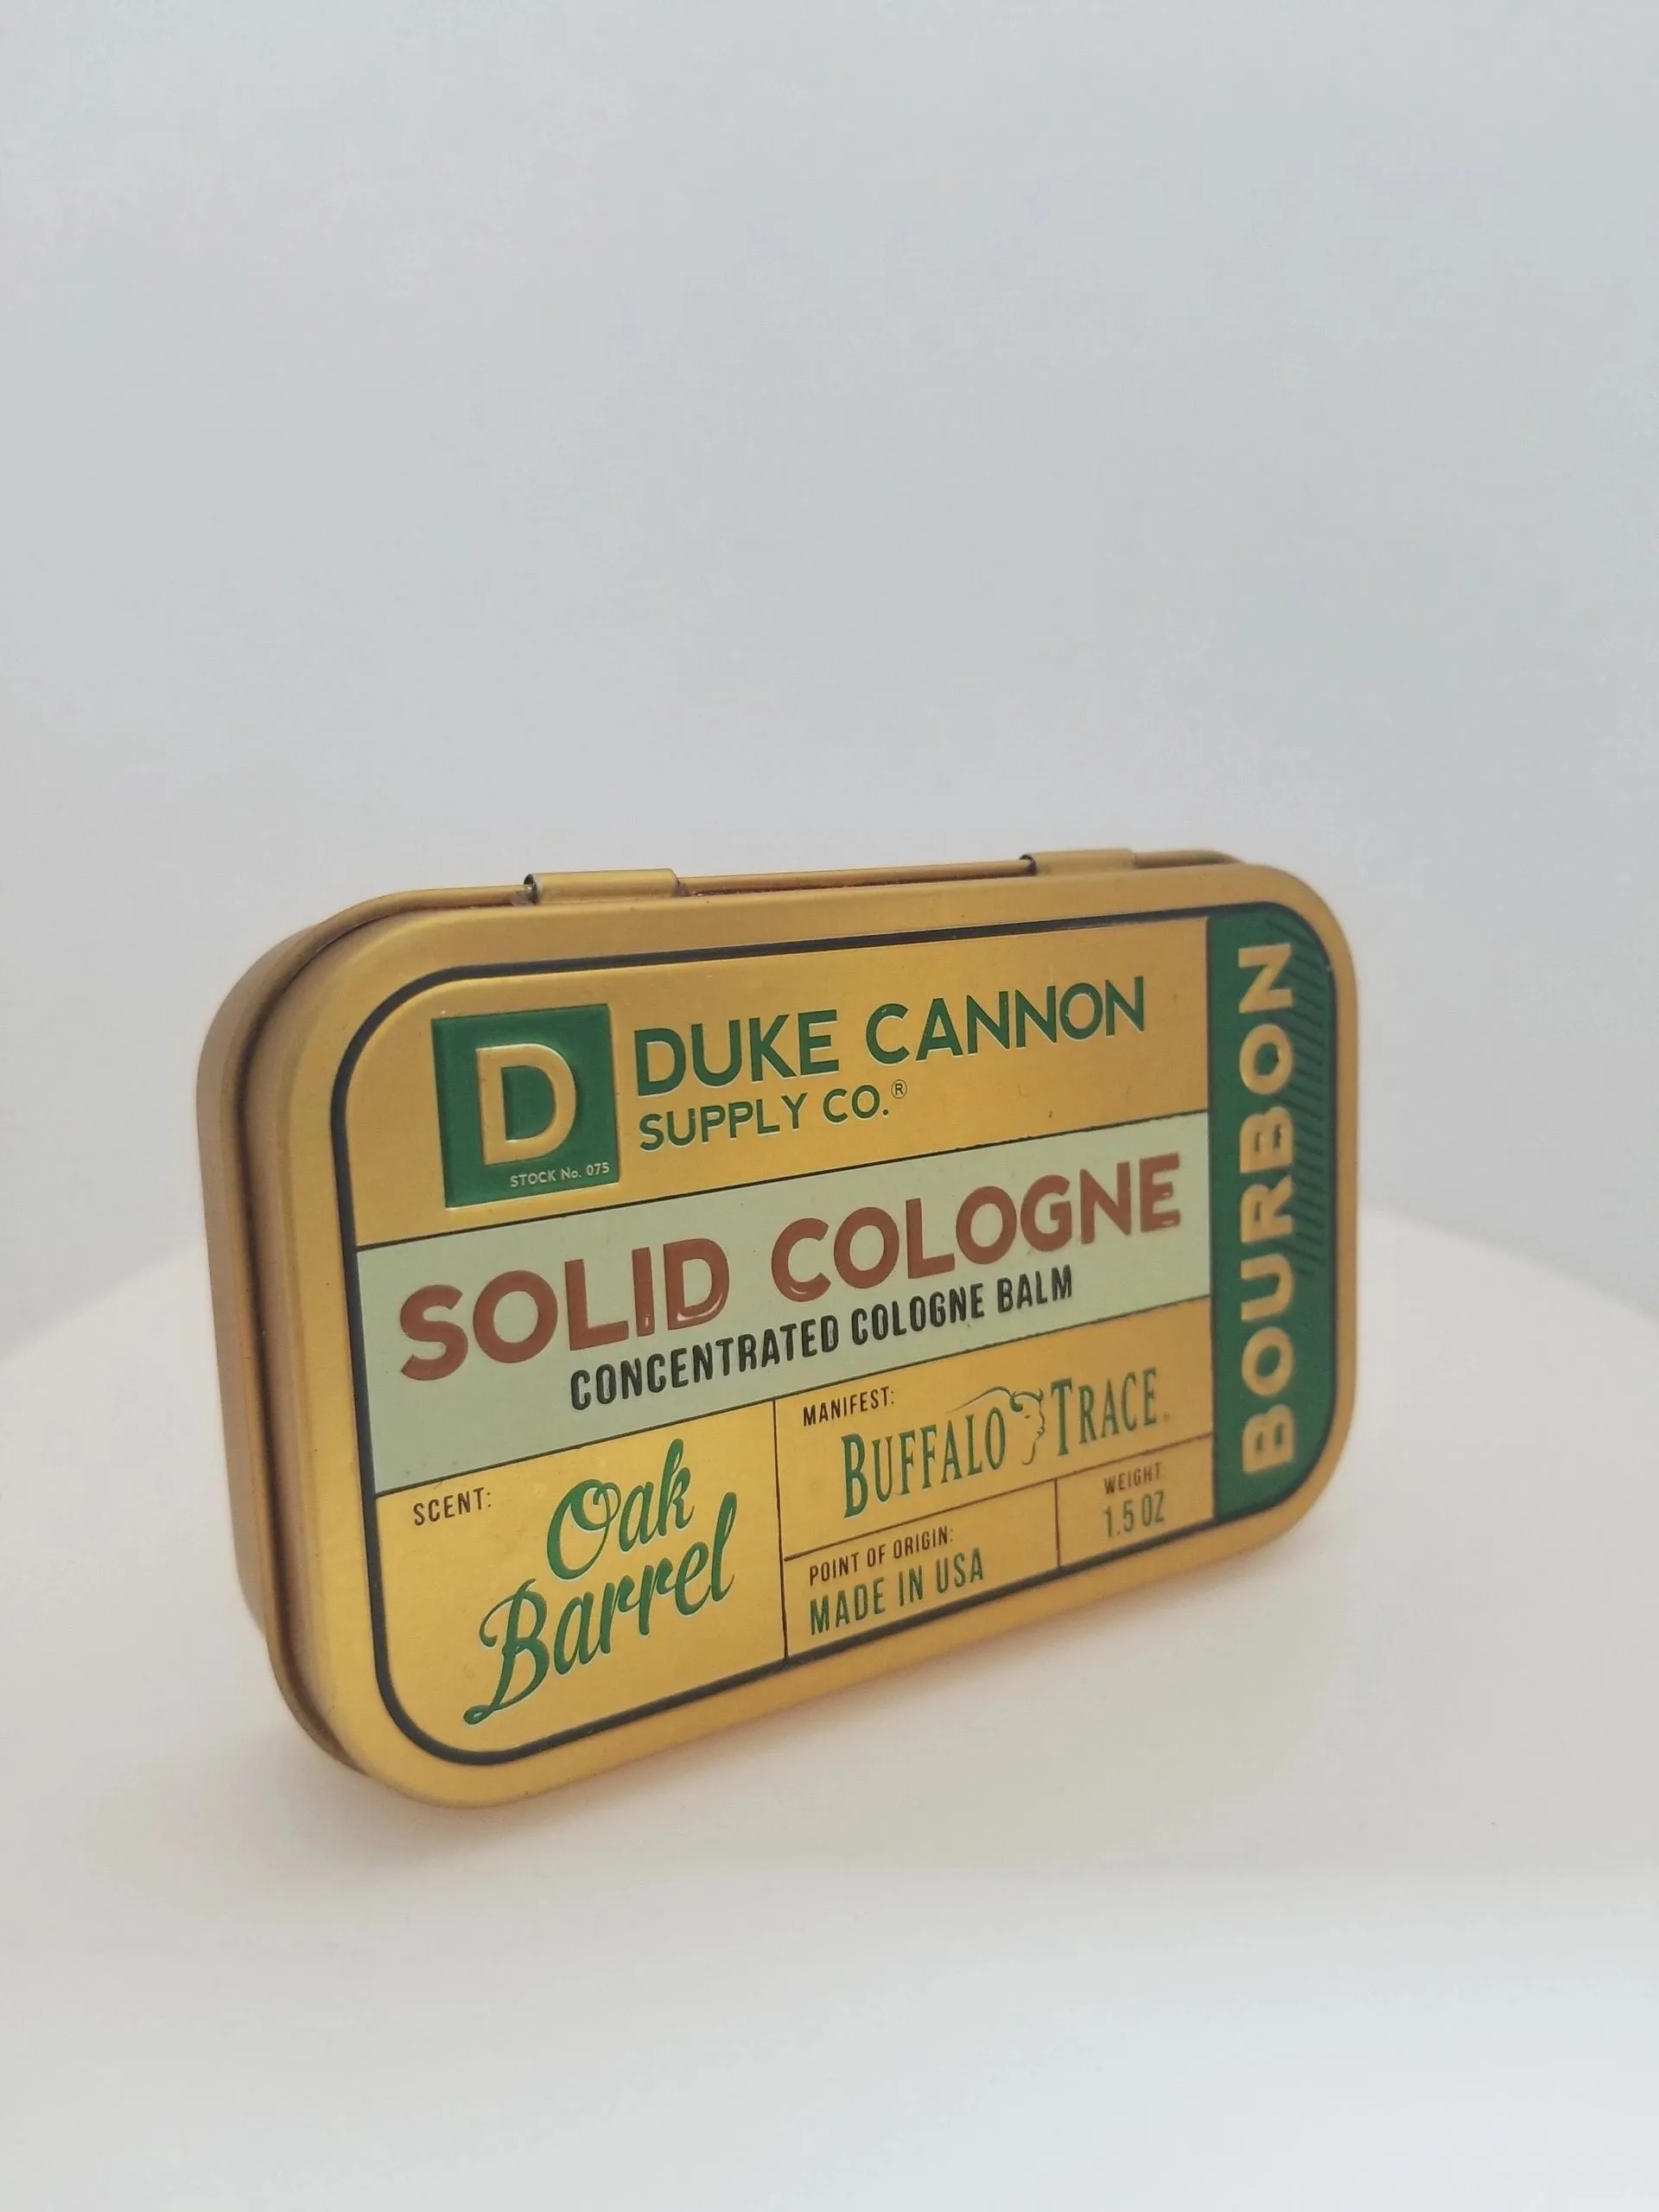 D
STOCK No. 075
DUKE CANNON
SUPPLY CO.®
SOLID COLOGNE
CONCENTRATED COLOGNE BALM
SCENT:
Oak
Barrel
MANIFEST:
BUFFALO TRACE
POINT OF ORIGIN:
MADE IN USA
WEIGHT:
1.5 OZ
BOURBON